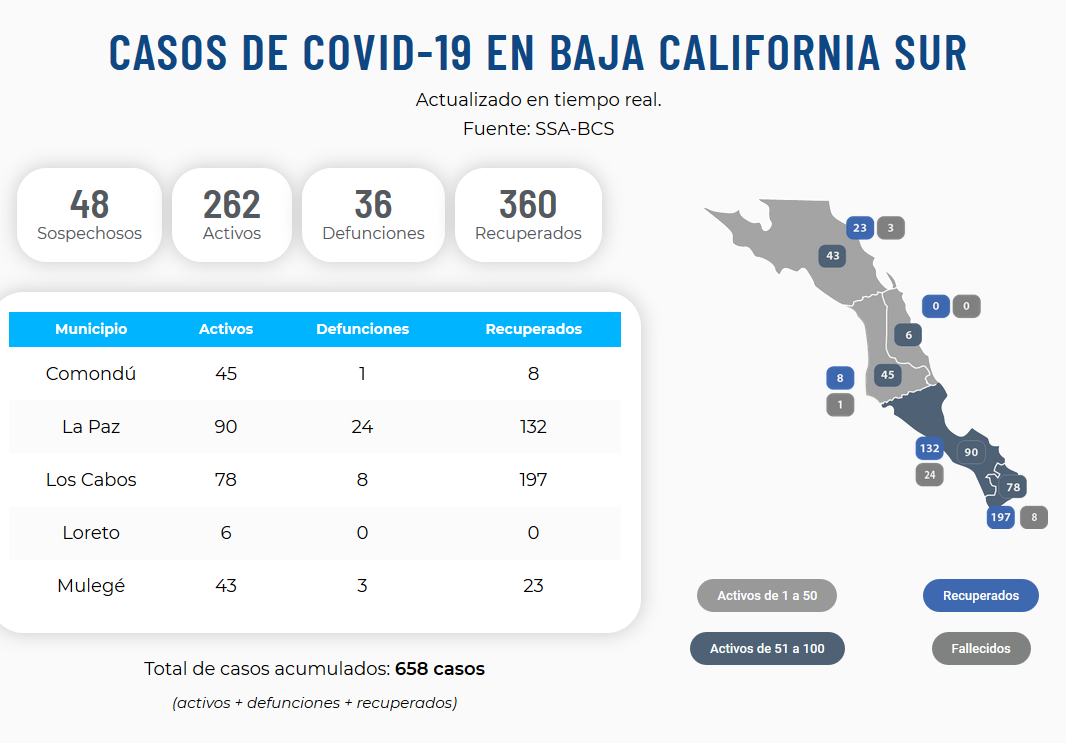 CASOS DE COVID-19 EN BAJA CALIFORNIA SUR
Actualizado en tiempo real.
Fuente: SSA-BCS
48 262 36 360
Sospechosos Activos Defunciones Recuperados
Municipio Activos Defunciones Recuperados
Comondú 45 1 8
La Paz 90 24 132
Los Cabos 78 8 197
Loreto 6 0 0
Mulegé 43 3 23
Total de casos acumulados: 658 casos
(activos + defunciones + recuperados)
23 3
43
0 0
6
8 45
1
132 90
24
78
197 8
Activos de 1 a 50 Recuperados
Activos de 51 a 100 Fallecidos